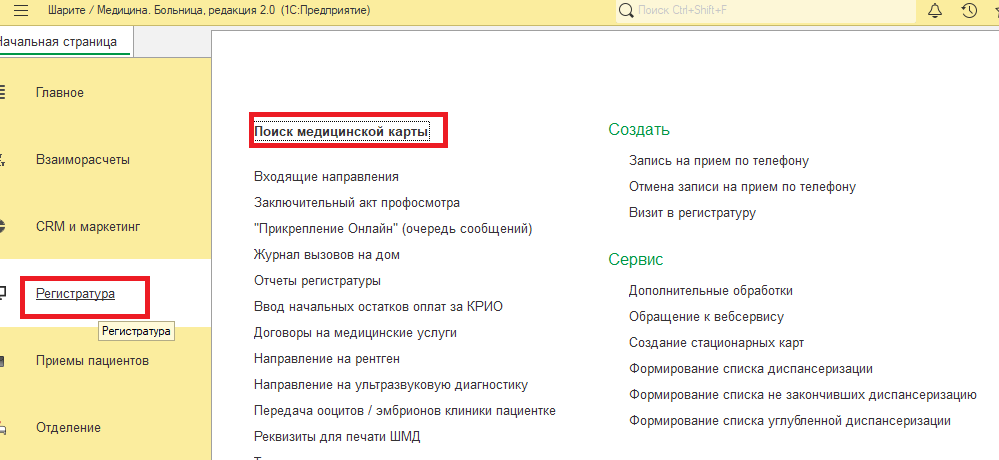 Шарите / Медицина. Больница, редакция 2.0 (1С:Предприятие)
Поиск Ctrl+Shift+F
Начальная страница
Главное
Взаиморасчеты
CRM и маркетинг
Регистратура
Регистратура
Приемы пациентов
Отделение
Поиск медицинской карты
Входящие направления
Заключительный акт профосмотра
"Прикрепление Онлайн" (очередь сообщений)
Журнал вызовов на дом
Отчеты регистратуры
Ввод начальных остатков оплат за КРИО
Договоры на медицинские услуги
Направление на рентген
Направление на ультразвуковую диагностику
Передача ооцитов / эмбрионов клиники пациентке
Реквизиты для печати ШМД
Создать
Запись на прием по телефону
Отмена записи на прием по телефону
Визит в регистратуру
Сервис
Дополнительные обработки
Обращение к вебсервису
Создание стационарных карт
Формирование списка диспансеризации
Формирование списка не закончивших диспансеризацию
Формирование списка углубленной диспансеризации